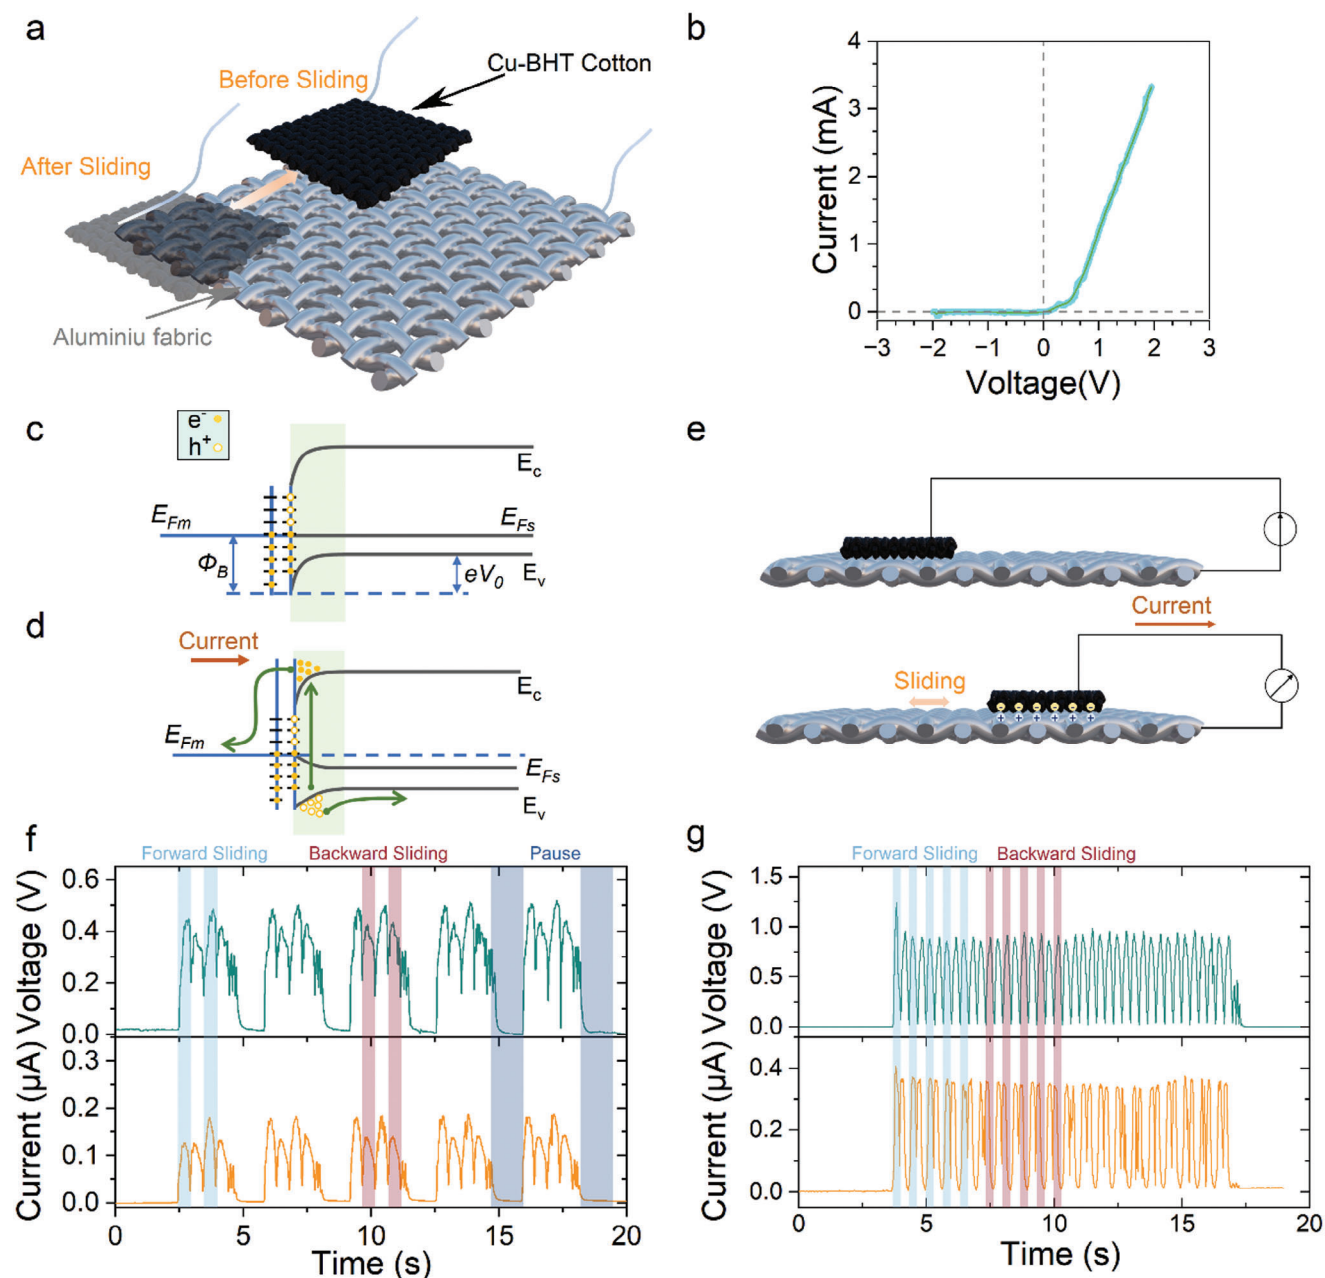 a
Before Sliding
Cu-BHT Cotton
After Sliding
Aluminiu fabric
b
Current (mA)
4
3
2
1
0
−3 −2 −1 0 1 2 3
Voltage(V)
c
e-
h+
E_c
E_Fm
E_Fs
Φ_B
eV_0
E_v
d
Current
E_c
E_Fm
E_Fs
E_v
e
Current
Sliding
− − − − − −
+ + + + + +
f
Forward Sliding Backward Sliding Pause
Voltage (V)
0.6
0.4
0.2
0.0
Current (µA)
0.3
0.2
0.1
0.0
0 5 10 15 20
Time (s)
g
Forward Sliding Backward Sliding
Voltage (V)
1.5
1.0
0.5
0.0
Current (µA)
0.4
0.2
0.0
0 5 10 15 20
Time (s)